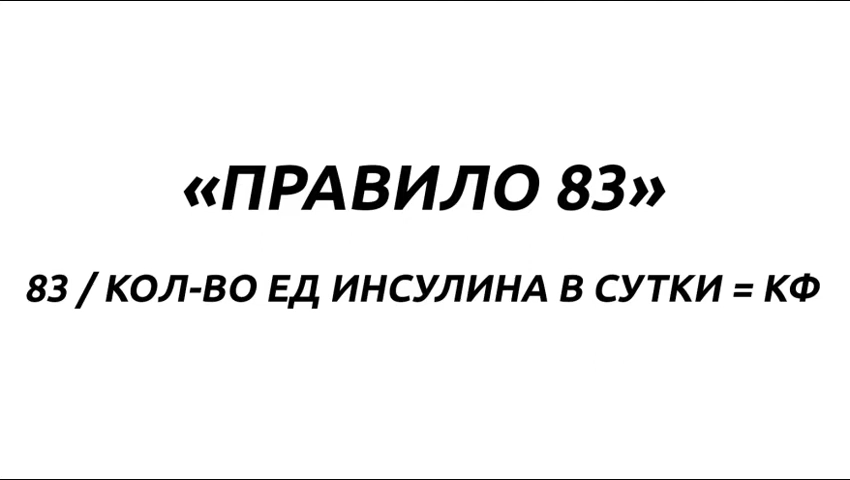 «ПРАВИЛО 83»
83 / КОЛ-ВО ЕД ИНСУЛИНА В СУТКИ = КФ